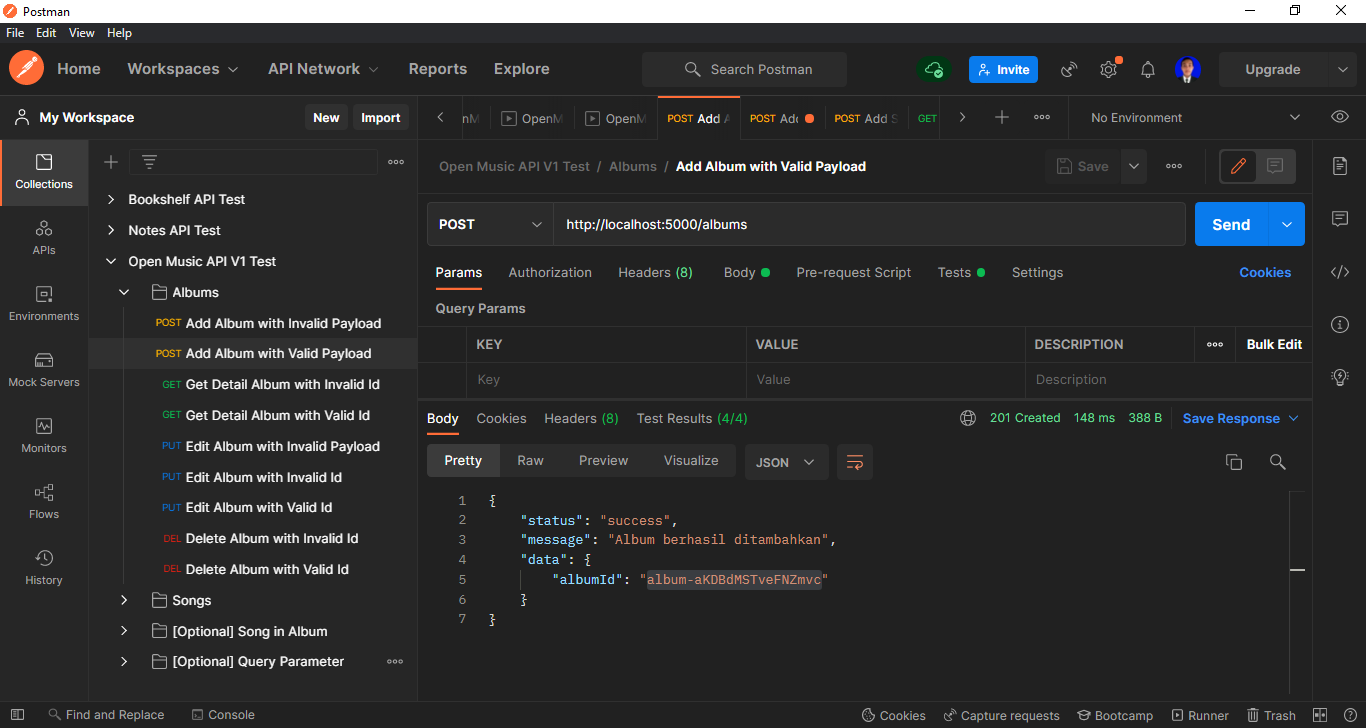 Postman
File Edit View Help
Home Workspaces API Network Reports Explore Search Postman Invite Upgrade
My Workspace New Import
OpenM OpenM POST Add A POST Add POST Add S GET No Environment
Collections
APIs
Environments
Mock Servers
Monitors
Flows
History
Bookshelf API Test
Notes API Test
Open Music API V1 Test
Albums
POST Add Album with Invalid Payload
POST Add Album with Valid Payload
GET Get Detail Album with Invalid Id
GET Get Detail Album with Valid Id
PUT Edit Album with Invalid Payload
PUT Edit Album with Invalid Id
PUT Edit Album with Valid Id
DEL Delete Album with Invalid Id
DEL Delete Album with Valid Id
Songs
[Optional] Song in Album
[Optional] Query Parameter
Open Music API V1 Test / Albums / Add Album with Valid Payload Save
POST http://localhost:5000/albums Send
Params Authorization Headers (8) Body Pre-request Script Tests Settings Cookies
Query Params
KEY VALUE DESCRIPTION Bulk Edit
Key Value Description
Body Cookies Headers (8) Test Results (4/4) 201 Created 148 ms 388 B Save Response
Pretty Raw Preview Visualize JSON
1 {
2 "status": "success",
3 "message": "Album berhasil ditambahkan",
4 "data": {
5 "albumId": "album-aKDBdMSTveFNZmvc"
6 }
7 }
Find and Replace Console Cookies Capture requests Bootcamp Runner Trash